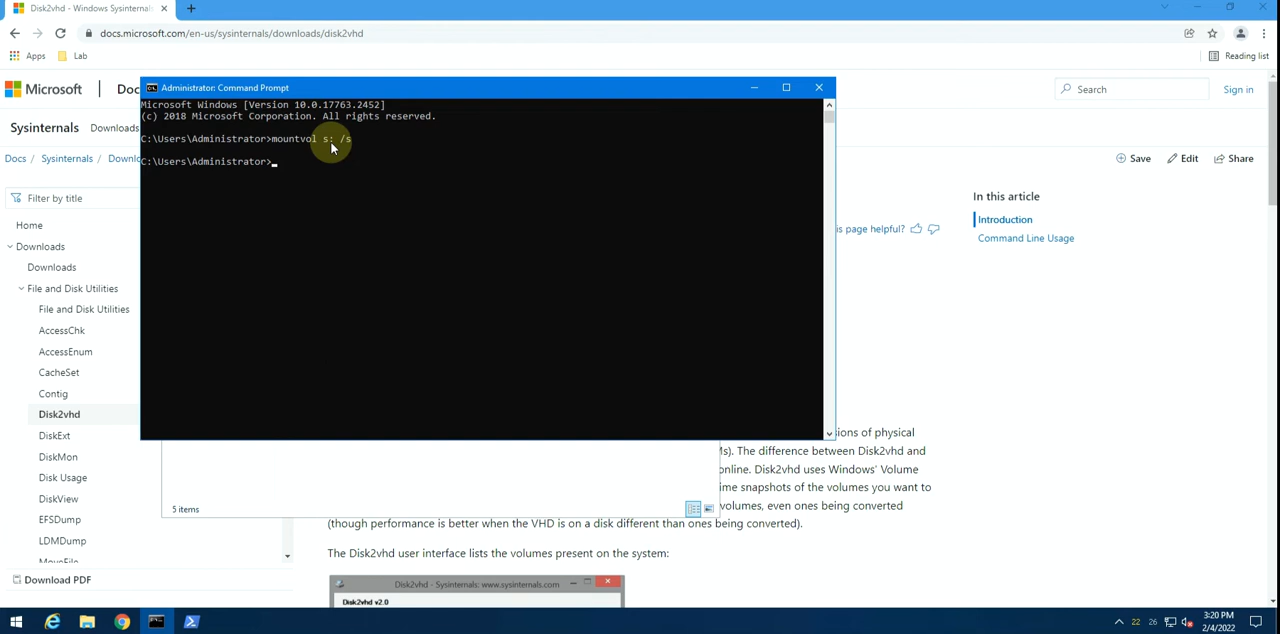 Disk2vhd - Windows Sysinternals
docs.microsoft.com/en-us/sysinternals/downloads/disk2vhd
Apps
Lab
Reading list
Microsoft
Doc
Search
Sign in
Sysinternals
Downloads
Docs / Sysinternals / Downlo
Save
Edit
Share
Administrator: Command Prompt
Microsoft Windows [Version 10.0.17763.2452]
(c) 2018 Microsoft Corporation. All rights reserved.
C:\Users\Administrator>mountvol s: /s
C:\Users\Administrator>
Filter by title
Home
Downloads
Downloads
File and Disk Utilities
File and Disk Utilities
AccessChk
AccessEnum
CacheSet
Contig
Disk2vhd
DiskExt
DiskMon
Disk Usage
DiskView
EFSDump
LDMDump
MoveFile
Download PDF
In this article
Introduction
Command Line Usage
is page helpful?
5 items
ions of physical
Ms). The difference between Disk2vhd and
online. Disk2vhd uses Windows' Volume
ime snapshots of the volumes you want to
volumes, even ones being converted
(though performance is better when the VHD is on a disk different than ones being converted).
The Disk2vhd user interface lists the volumes present on the system:
Disk2vhd - Sysinternals: www.sysinternals.com
Disk2vhd v2.0
22
26
3:20 PM
2/4/2022